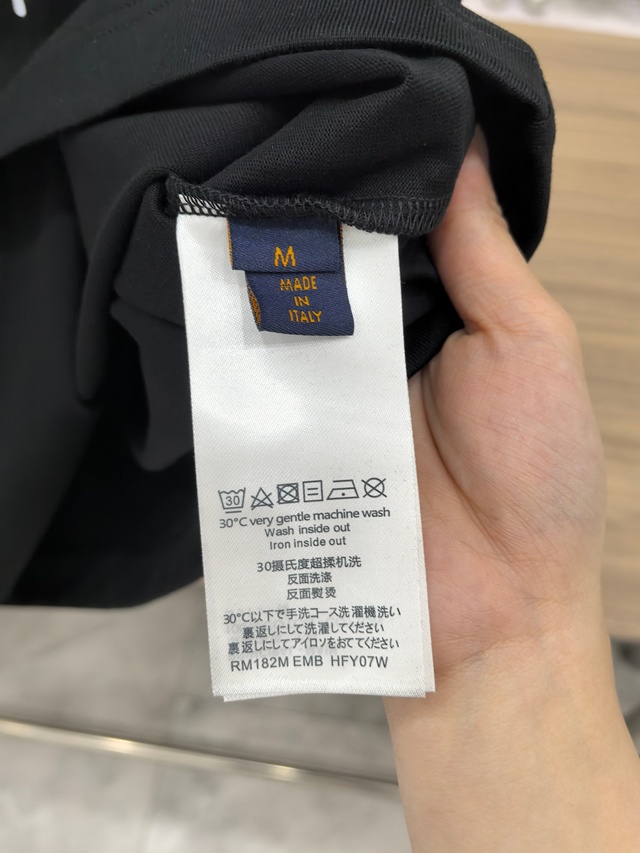 M
MADE
IN
ITALY
30
30°C very gentle machine wash
Wash inside out
Iron inside out
30摄氏度超揉机洗
反面洗涤
反面熨烫
30℃以下で手洗コース洗濯機洗い
裏返しにして洗濯してください
裏返しにしてアイロンをおてください
RM182M EMB HFY07W